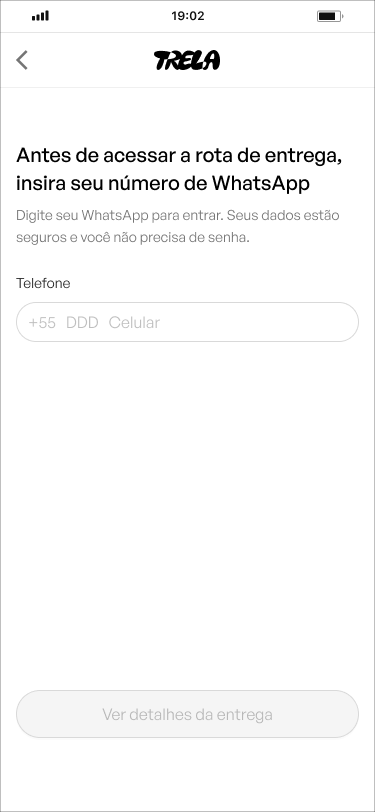 19:02
TRELA
Antes de acessar a rota de entrega,
insira seu número de WhatsApp
Digite seu WhatsApp para entrar. Seus dados estão
seguros e você não precisa de senha.
Telefone
+55 DDD Celular
Ver detalhes da entrega